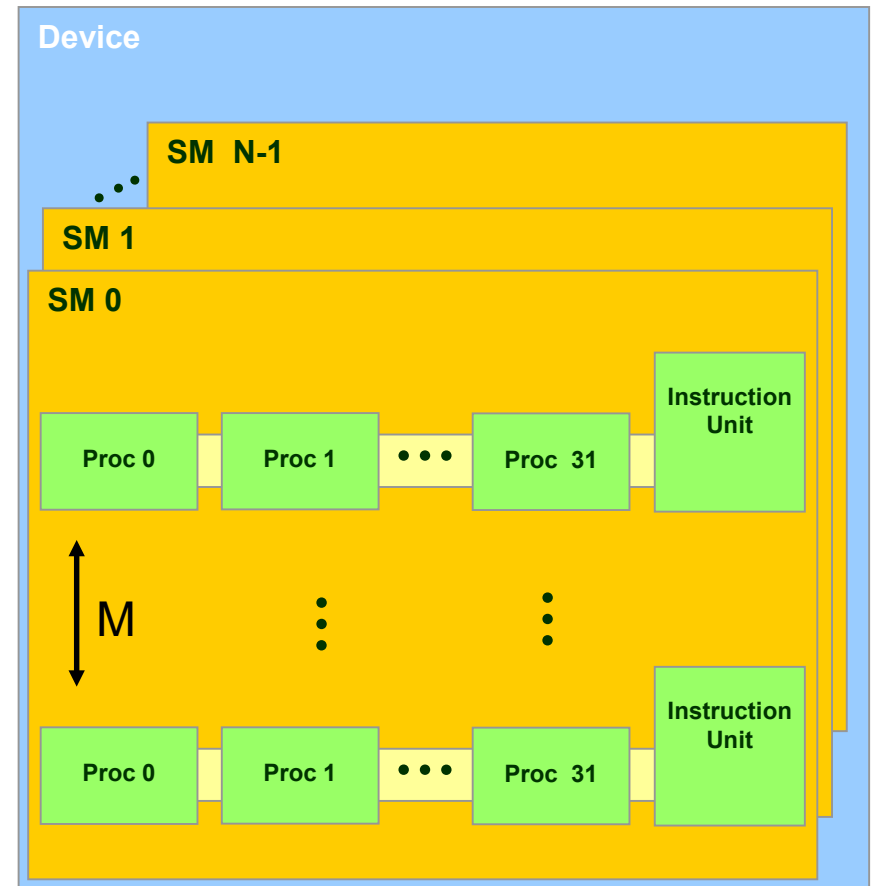 Device
SM N-1
SM 1
SM 0
Instruction
Unit
Proc 0
Proc 1
Proc 31
M
Instruction
Unit
Proc 0
Proc 1
Proc 31